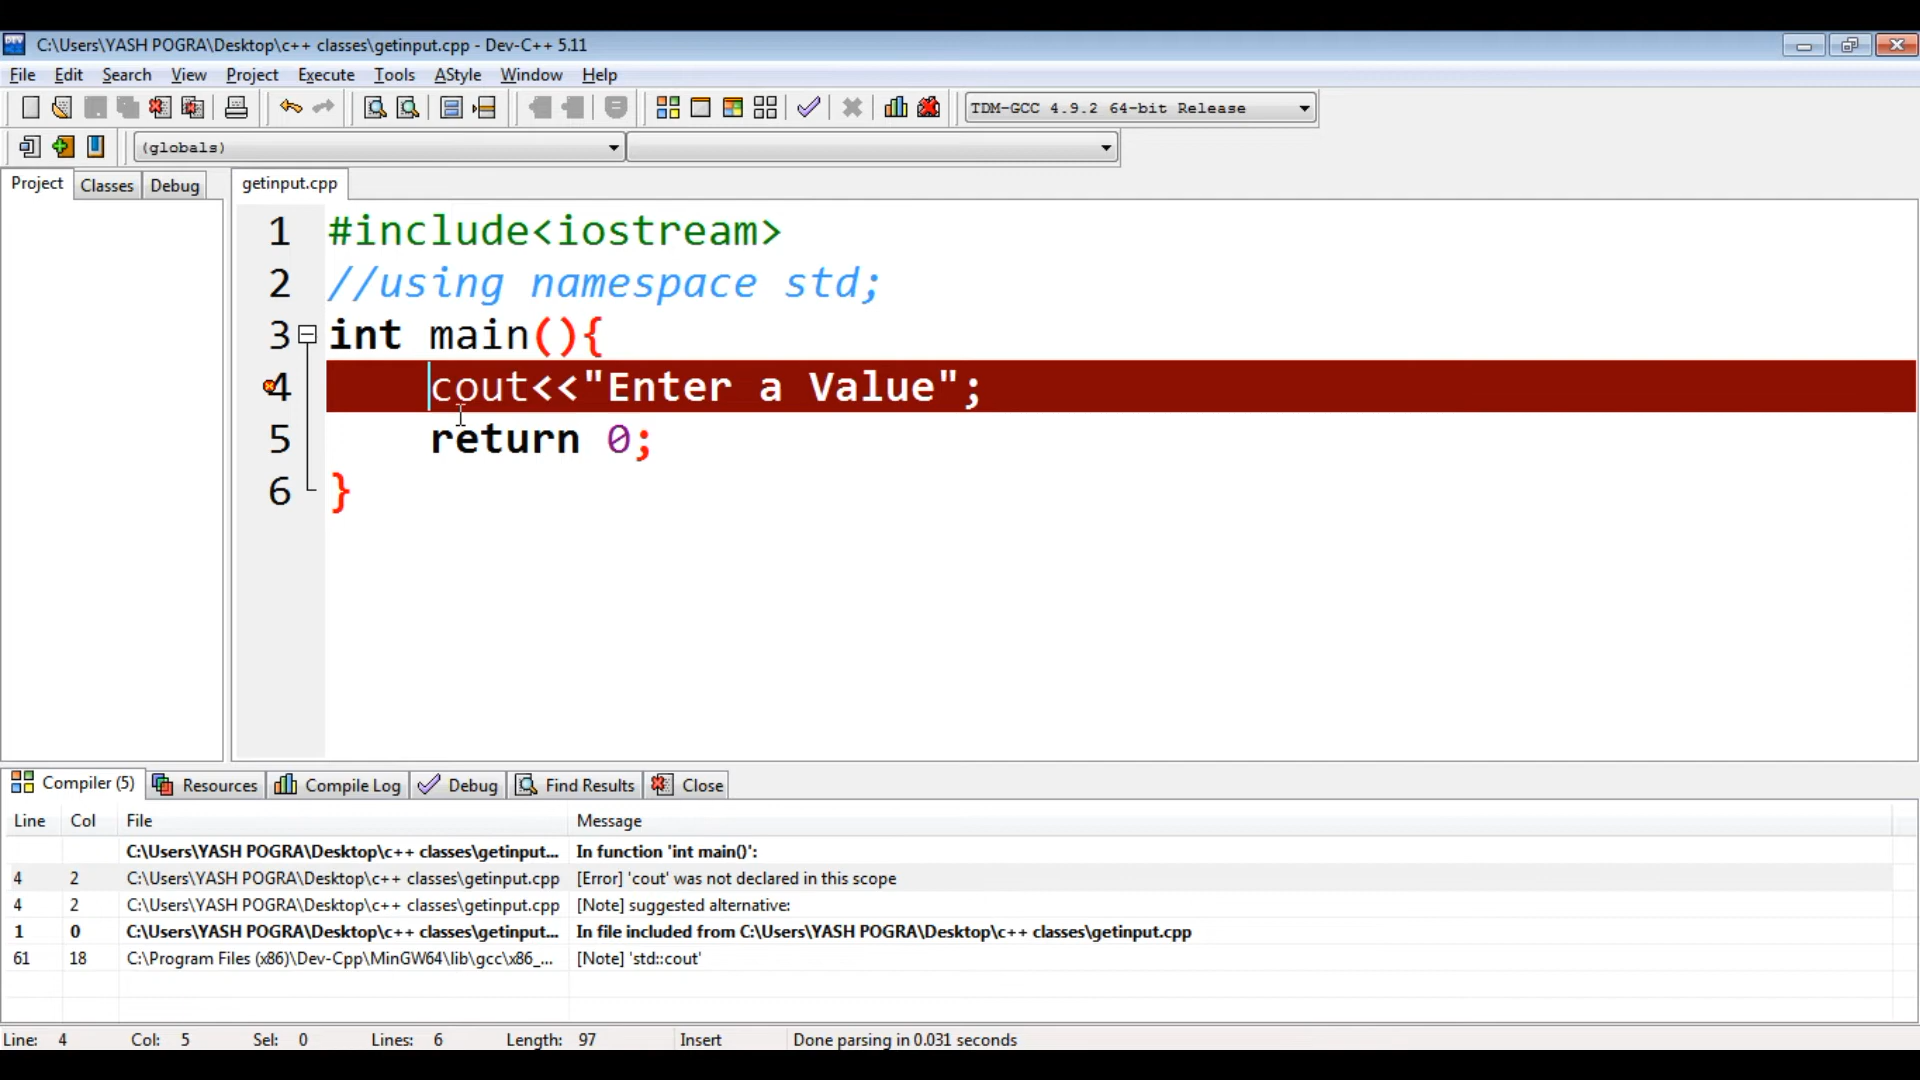 C:\Users\YASH POGRA\Desktop\c++ classes\getinput.cpp - Dev-C++ 5.11
File Edit Search View Project Execute Tools AStyle Window Help
TDM-GCC 4.9.2 64-bit Release
(globals)
Project Classes Debug getinput.cpp
1 #include<iostream>
2 //using namespace std;
3 int main(){
4 cout<<"Enter a Value";
5 return 0;
6 }
Compiler (5) Resources Compile Log Debug Find Results Close
Line Col File Message
C:\Users\YASH POGRA\Desktop\c++ classes\getinput... In function 'int main()':
4 2 C:\Users\YASH POGRA\Desktop\c++ classes\getinput.cpp [Error] 'cout' was not declared in this scope
4 2 C:\Users\YASH POGRA\Desktop\c++ classes\getinput.cpp [Note] suggested alternative:
1 0 C:\Users\YASH POGRA\Desktop\c++ classes\getinput... In file included from C:\Users\YASH POGRA\Desktop\c++ classes\getinput.cpp
61 18 C:\Program Files (x86)\Dev-Cpp\MinGW64\lib\gcc\x86_... [Note] 'std::cout'
Line: 4 Col: 5 Sel: 0 Lines: 6 Length: 97 Insert Done parsing in 0.031 seconds